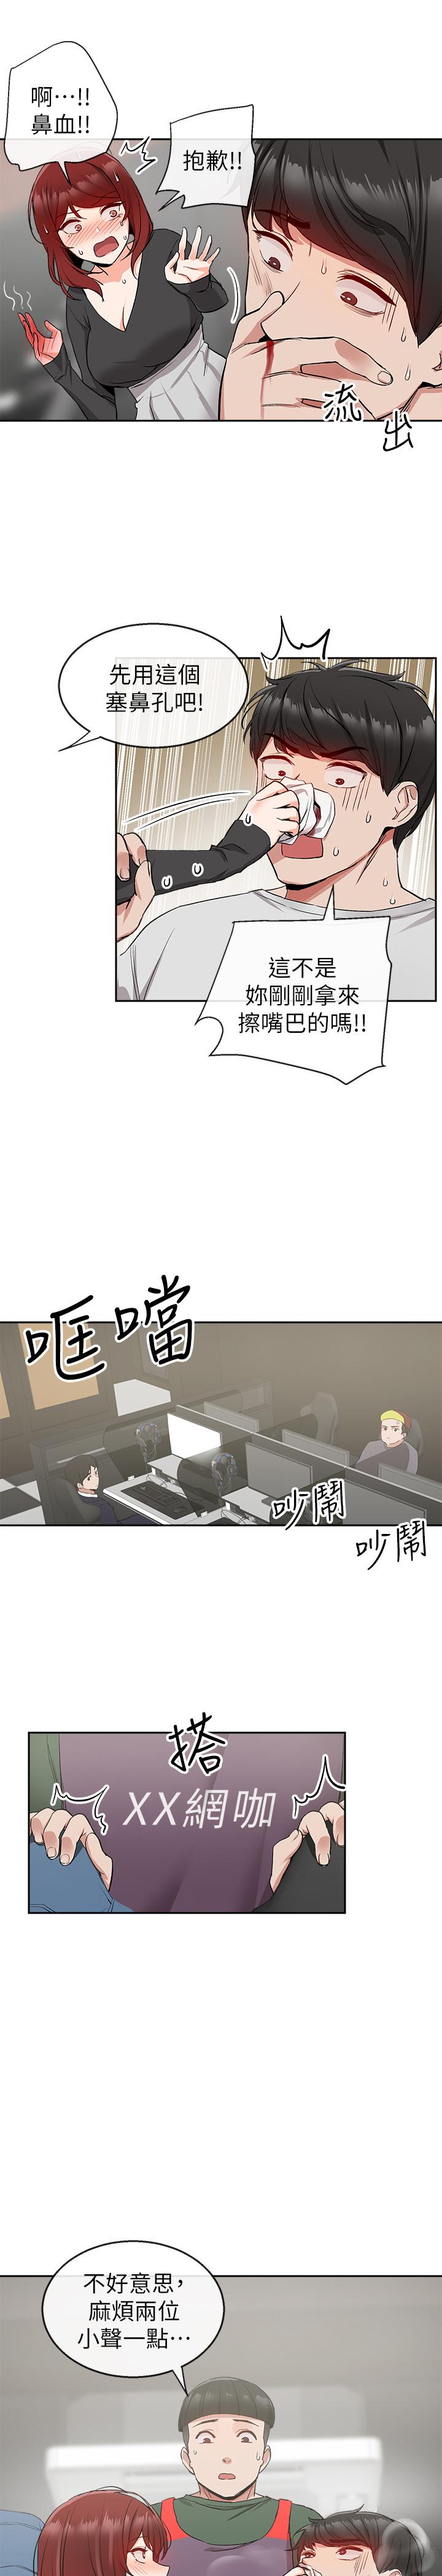 啊⋯!!
鼻血!!
抱歉!!
流出
先用這個
塞鼻孔吧!
這不是
妳剛剛拿來
擦嘴巴的嗎!!
哐噹
吵鬧
吵鬧
搭
XX網咖
不好意思,
麻煩兩位
小聲一點⋯